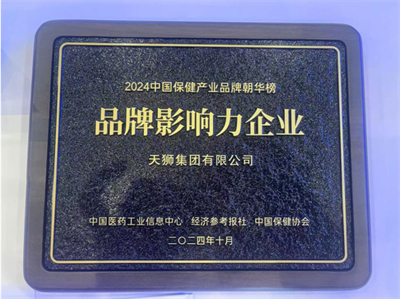 2024中国保健产业品牌朝华榜
品牌影响力企业
天狮集团有限公司
中国医药工业信息中心 经济参考报社 中国保健协会
二〇二四年十月